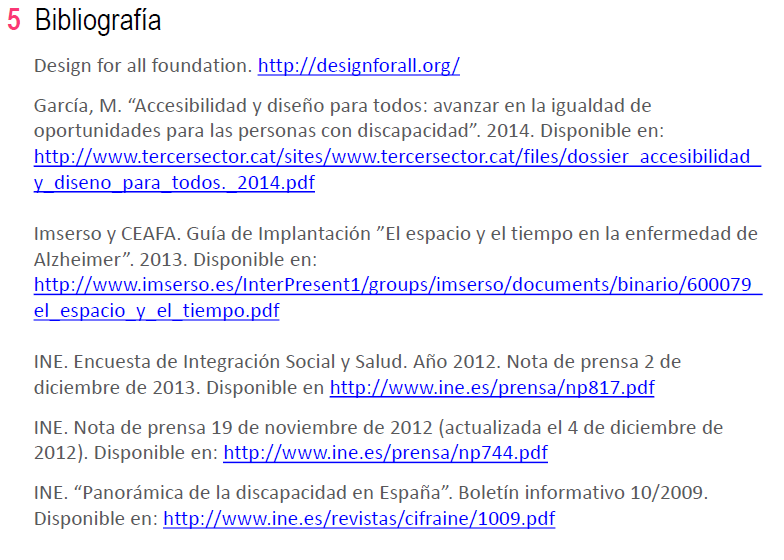 5 Bibliografía
Design for all foundation. http://designforall.org/
García, M. “Accesibilidad y diseño para todos: avanzar en la igualdad de
oportunidades para las personas con discapacidad”. 2014. Disponible en:
http://www.tercersector.cat/sites/www.tercersector.cat/files/dossier_accesibilidad_
y_diseno_para_todos._2014.pdf
Imserso y CEAFA. Guía de Implantación ”El espacio y el tiempo en la enfermedad de
Alzheimer”. 2013. Disponible en:
http://www.imserso.es/InterPresent1/groups/imserso/documents/binario/600079_
el_espacio_y_el_tiempo.pdf
INE. Encuesta de Integración Social y Salud. Año 2012. Nota de prensa 2 de
diciembre de 2013. Disponible en http://www.ine.es/prensa/np817.pdf
INE. Nota de prensa 19 de noviembre de 2012 (actualizada el 4 de diciembre de
2012). Disponible en: http://www.ine.es/prensa/np744.pdf
INE. “Panorámica de la discapacidad en España”. Boletín informativo 10/2009.
Disponible en: http://www.ine.es/revistas/cifraine/1009.pdf